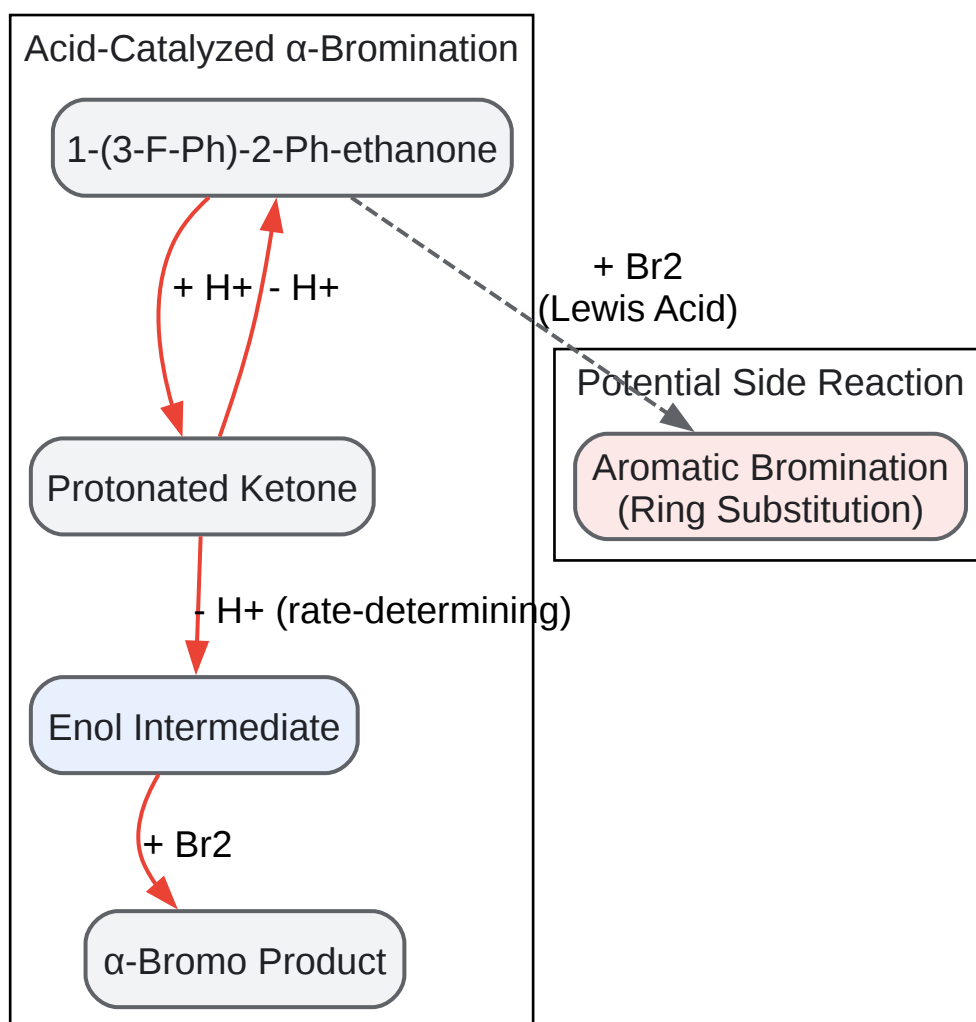 Acid-Catalyzed α-Bromination
1-(3-F-Ph)-2-Ph-ethanone
+ H+
- H+
+ Br2
(Lewis Acid)
Potential Side Reaction
Aromatic Bromination
(Ring Substitution)
Protonated Ketone
- H+ (rate-determining)
Enol Intermediate
+ Br2
α-Bromo Product